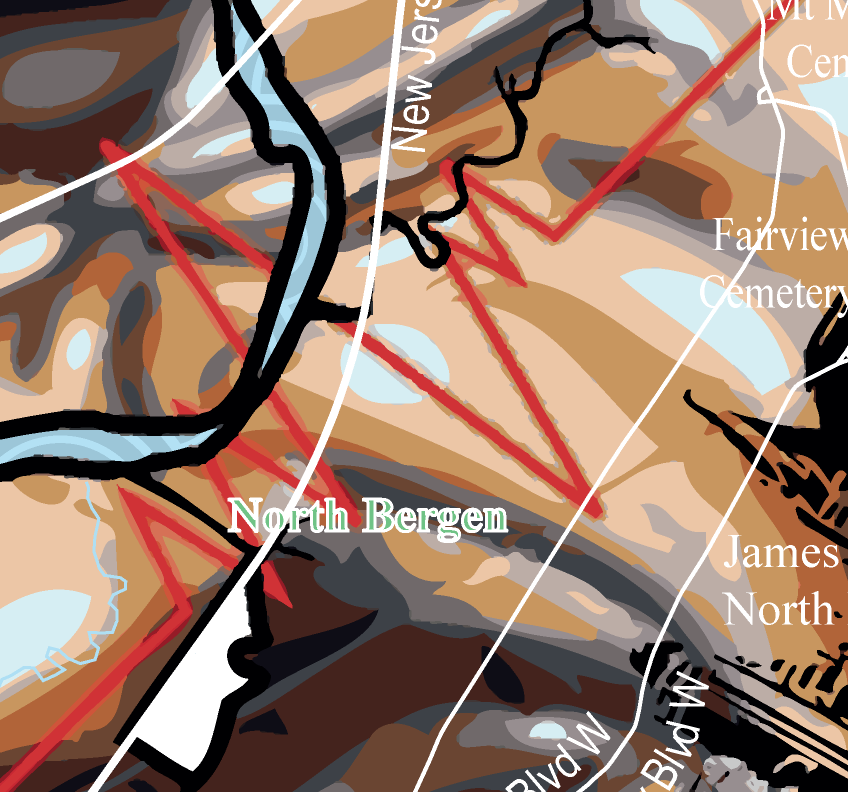 Mt M
Cem
New Jers
Fairview
Cemetery
North Bergen
James
North
Blvd W
Blvd W